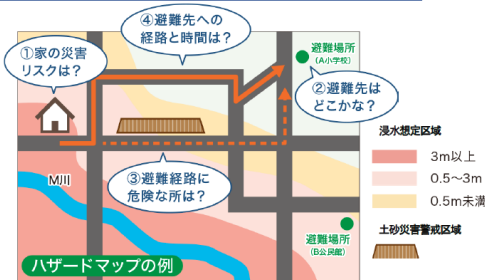 ④避難先への
経路と時間は？
①家の災害
リスクは？
避難場所
（A小学校）
②避難先は
どこかな？
浸水想定区域
3m以上
0.5〜3m
0.5m未満
M川
③避難経路に
危険な所は？
土砂災害警戒区域
避難場所
（B公民館）
ハザードマップの例